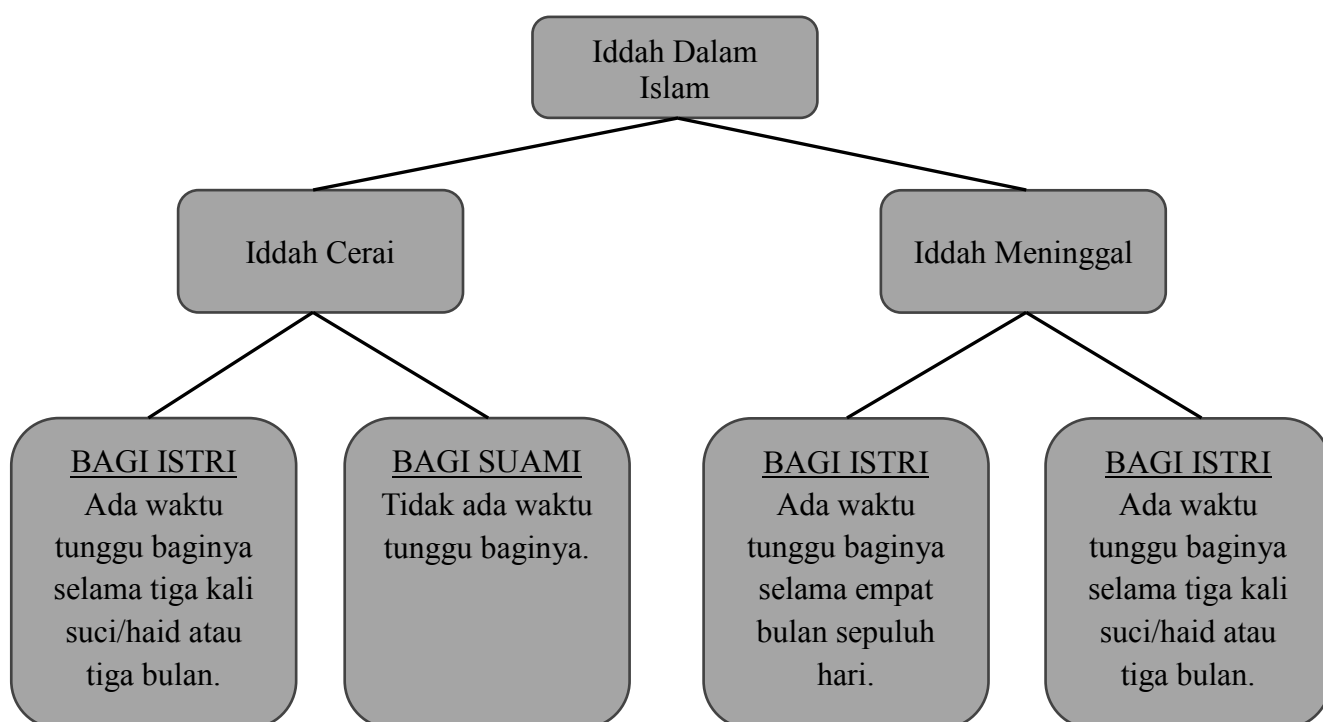 Iddah Dalam
Islam
Iddah Cerai
Iddah Meninggal
BAGI ISTRI
Ada waktu
tunggu baginya
selama tiga kali
suci/haid atau
tiga bulan.
BAGI SUAMI
Tidak ada waktu
tunggu baginya.
BAGI ISTRI
Ada waktu
tunggu baginya
selama empat
bulan sepuluh
hari.
BAGI ISTRI
Ada waktu
tunggu baginya
selama tiga kali
suci/haid atau
tiga bulan.